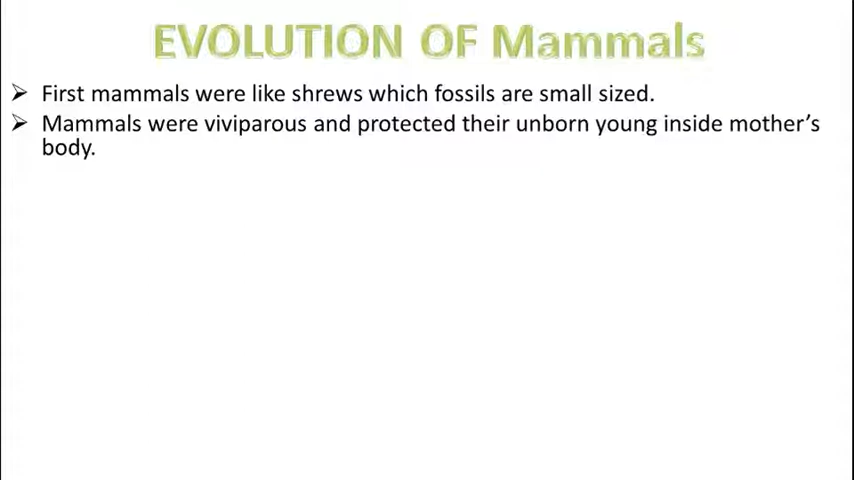 EVOLUTION OF Mammals
➢ First mammals were like shrews which fossils are small sized.
➢ Mammals were viviparous and protected their unborn young inside mother's
body.